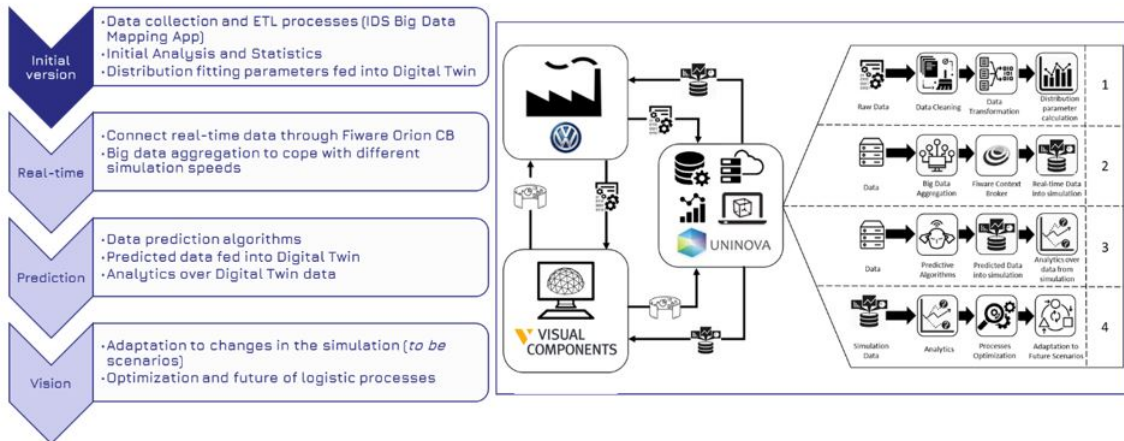 Initial
version
•Data collection and ETL processes (IDS Big Data
Mapping App)
•Initial Analysis and Statistics
•Distribution fitting parameters fed into Digital Twin
Real-time
•Connect real-time data through Fiware Orion CB
•Big data aggregation to cope with different
simulation speeds
Prediction
•Data prediction algorithms
•Predicted data fed into Digital Twin
•Analytics over Digital Twin data
Vision
•Adaptation to changes in the simulation (to be
scenarios)
•Optimization and future of logistic processes
UNINOVA
VISUAL
COMPONENTS
Raw Data
Data Cleaning
Data
Transformation
Distribution
parameter
calculation
1
Data
Big Data
Aggregation
Fiware Context
Broker
Real-time Data
into simulation
2
Data
Predictive
Algorithms
Predicted Data
into simulation
Analytics over
data from
simulation
3
Simulation
Data
Analytics
Processes
Optimization
Adaptation to
Future Scenarios
4